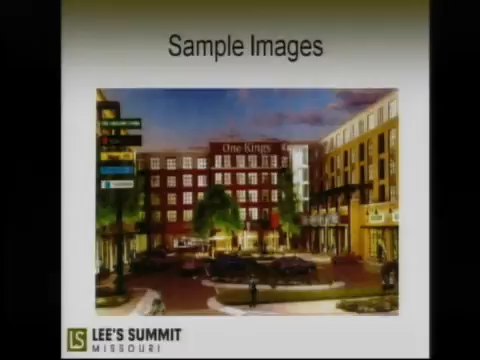 Sample Images
One Kings
LS
LEE'S SUMMIT
MISSOURI